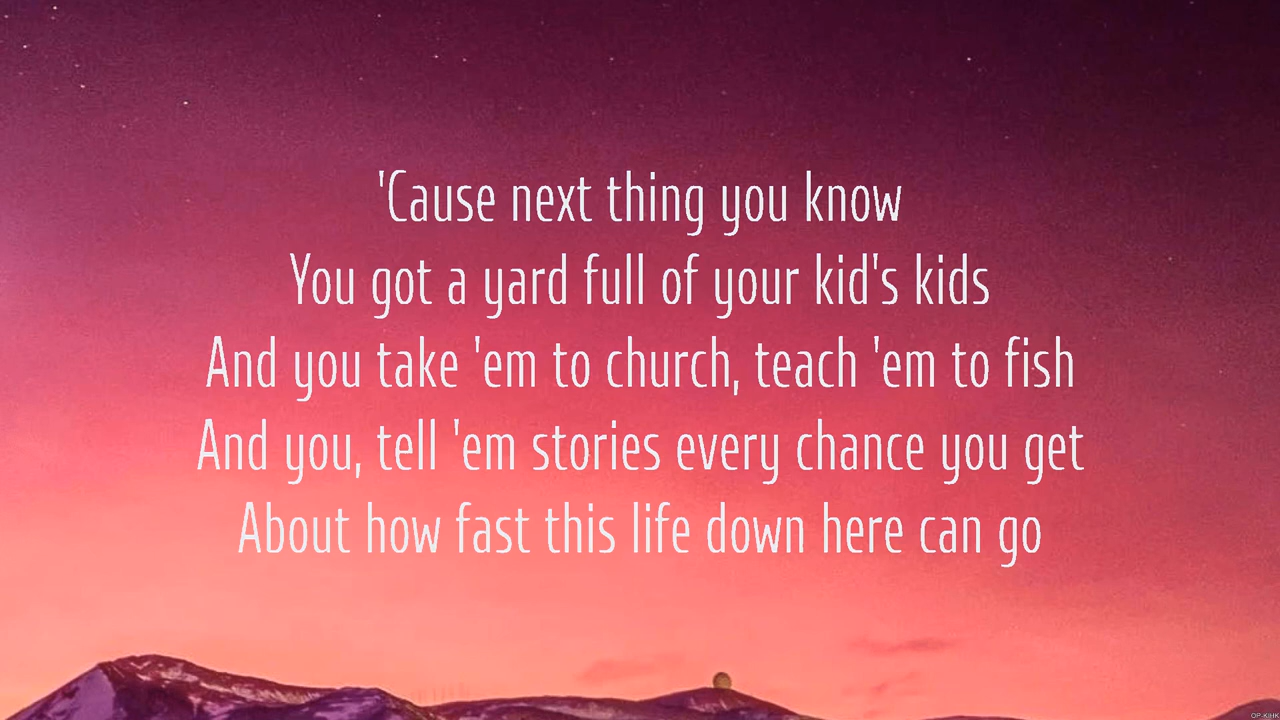 'Cause next thing you know
You got a yard full of your kid's kids
And you take 'em to church, teach 'em to fish
And you, tell 'em stories every chance you get
About how fast this life down here can go